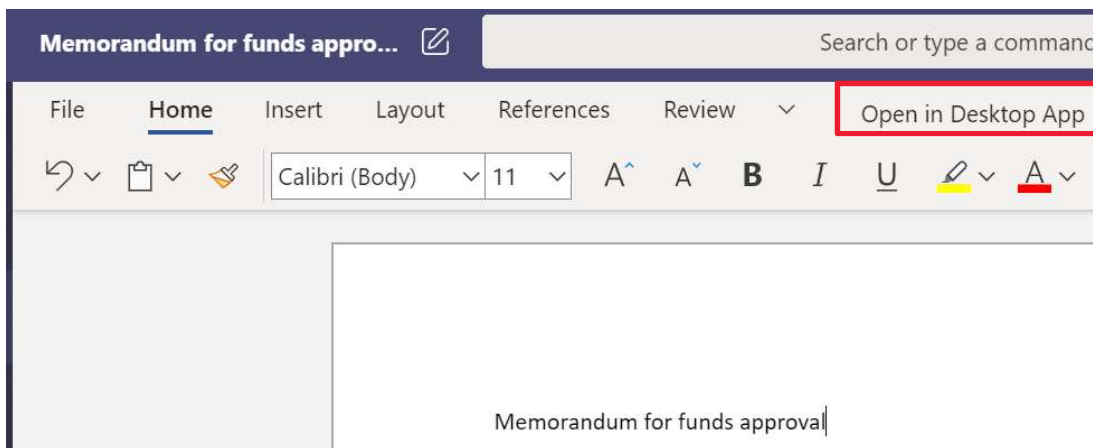 Memorandum for funds appro... Search or type a command
File Home Insert Layout References Review Open in Desktop App
Calibri (Body) 11 A A B I U A
Memorandum for funds approval